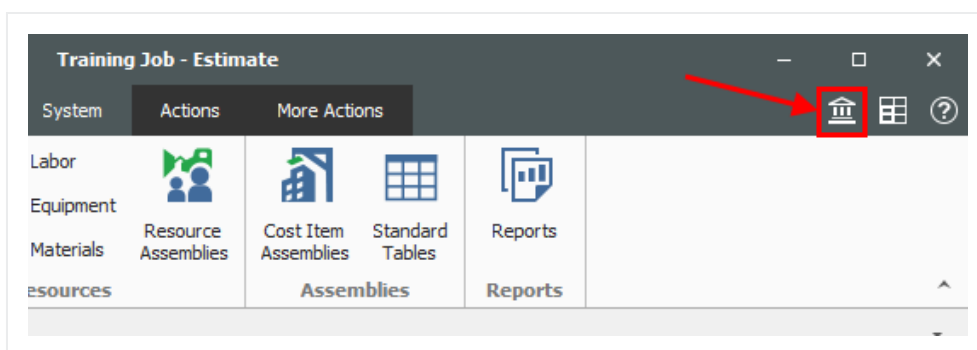 Training Job - Estimate
System Actions More Actions
Labor
Equipment
Materials
Resource
Assemblies
Cost Item
Assemblies
Standard
Tables
Reports
esources Assemblies Reports